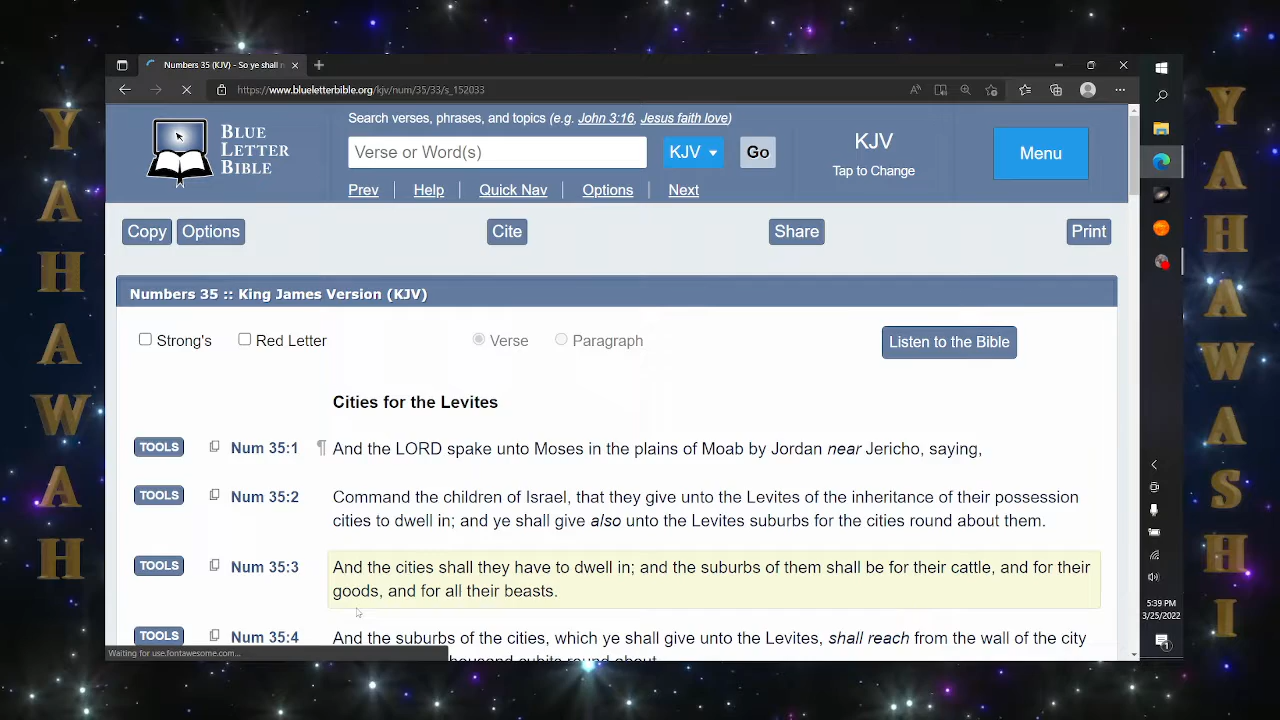 Numbers 35 (KJV) - So ye shall n
https://www.blueletterbible.org/kjv/num/35/33/s_152033
BLUE
LETTER
BIBLE
Search verses, phrases, and topics (e.g. John 3:16, Jesus faith love)
Verse or Word(s)
KJV
Go
Prev
Help
Quick Nav
Options
Next
KJV
Tap to Change
Menu
Copy
Options
Cite
Share
Print
Numbers 35 :: King James Version (KJV)
Strong's
Red Letter
Verse
Paragraph
Listen to the Bible
Cities for the Levites
TOOLS Num 35:1 ¶ And the LORD spake unto Moses in the plains of Moab by Jordan near Jericho, saying,
TOOLS Num 35:2 Command the children of Israel, that they give unto the Levites of the inheritance of their possession
cities to dwell in; and ye shall give also unto the Levites suburbs for the cities round about them.
TOOLS Num 35:3 And the cities shall they have to dwell in; and the suburbs of them shall be for their cattle, and for their
goods, and for all their beasts.
TOOLS Num 35:4 And the suburbs of the cities, which ye shall give unto the Levites, shall reach from the wall of the city
Waiting for use.fontawesome.com...
5:39 PM
3/25/2022
1
YAHAWAH
YAHAWASHI